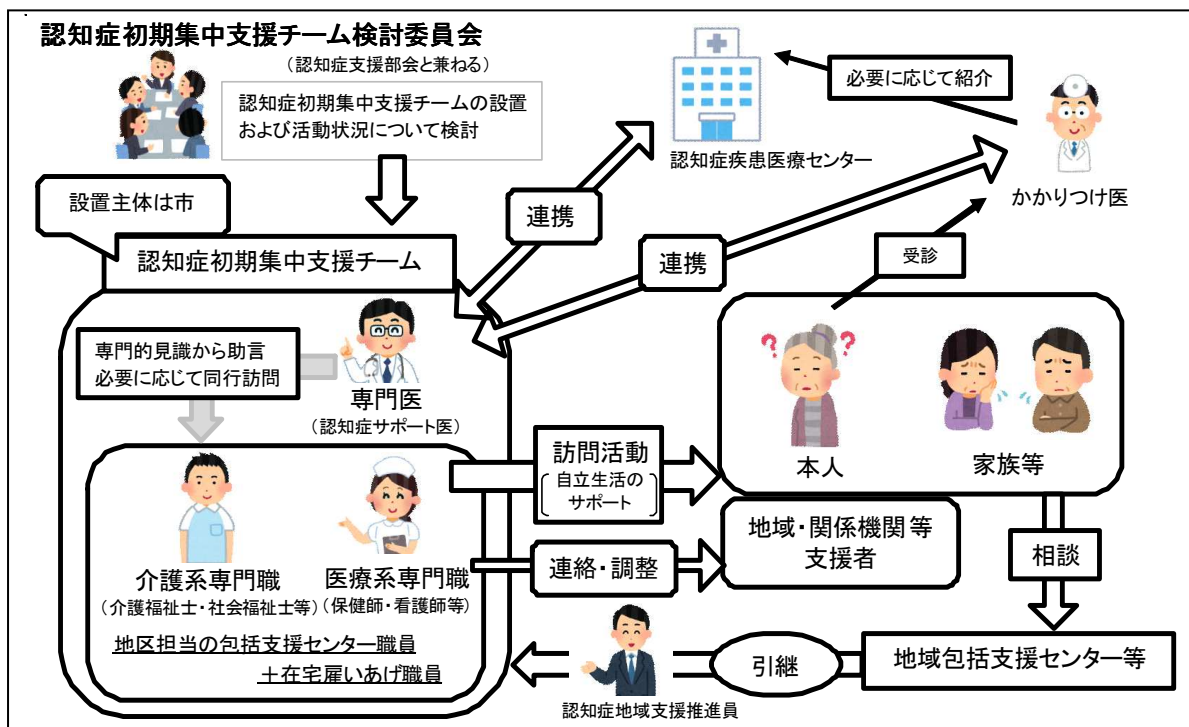 認知症初期集中支援チーム検討委員会
（認知症支援部会と兼ねる）
認知症初期集中支援チームの設置
および活動状況について検討
必要に応じて紹介
認知症疾患医療センター
かかりつけ医
設置主体は市
連携
連携
受診
認知症初期集中支援チーム
専門的見識から助言
必要に応じて同行訪問
専門医
（認知症サポート医）
訪問活動
自立生活の
サポート
本人
家族等
地域・関係機関等
支援者
相談
連絡・調整
介護系専門職
（介護福祉士・社会福祉士等）
医療系専門職
（保健師・看護師等）
地区担当の包括支援センター職員
＋在宅雇いあげ職員
引継
地域包括支援センター等
認知症地域支援推進員